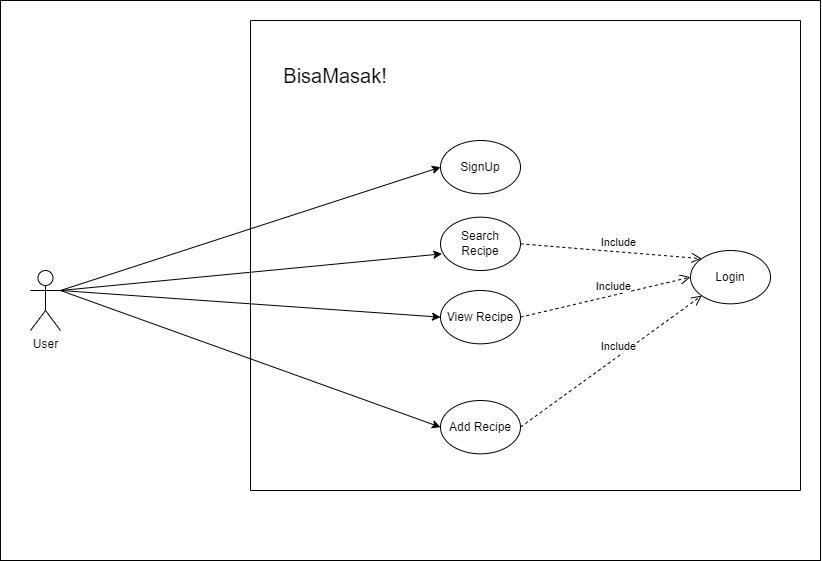 BisaMasak!
SignUp
Search
Recipe
Include
Login
View Recipe
Include
User
Include
Add Recipe